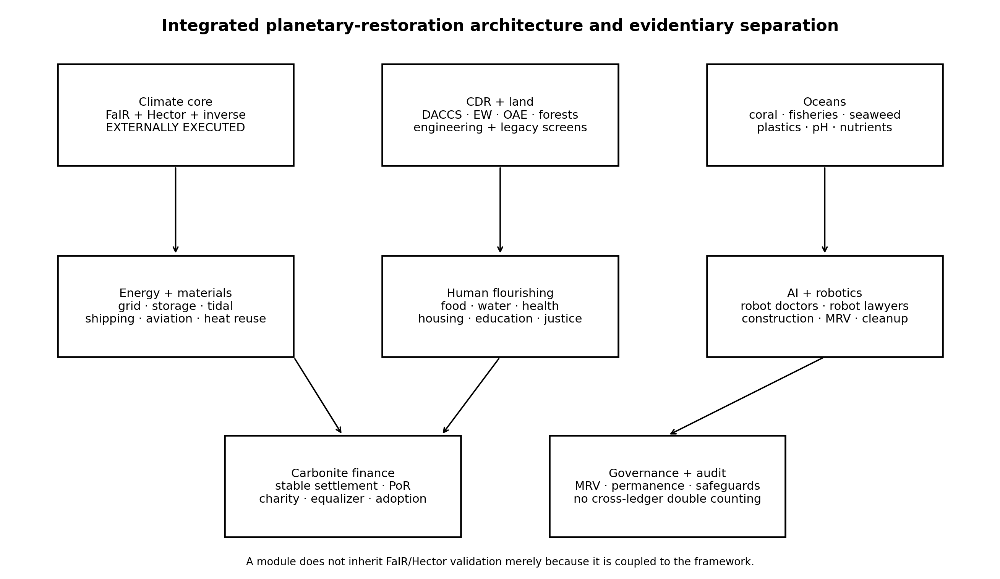 Integrated planetary-restoration architecture and evidentiary separation
Climate core
FaIR + Hector + inverse
EXTERNALLY EXECUTED
CDR + land
DACCS · EW · OAE · forests
engineering + legacy screens
Oceans
coral · fisheries · seaweed
plastics · pH · nutrients
Energy + materials
grid · storage · tidal
shipping · aviation · heat reuse
Human flourishing
food · water · health
housing · education · justice
AI + robotics
robot doctors · robot lawyers
construction · MRV · cleanup
Carbonite finance
stable settlement · PoR
charity · equalizer · adoption
Governance + audit
MRV · permanence · safeguards
no cross-ledger double counting
A module does not inherit FaIR/Hector validation merely because it is coupled to the framework.